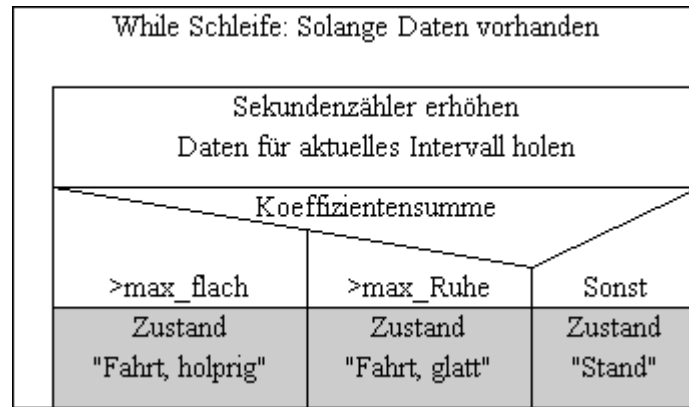 While Schleife: Solange Daten vorhanden
Sekundenzähler erhöhen
Daten für aktuelles Intervall holen
Koeffizientensumme
>max_flach >max_Ruhe Sonst
Zustand Zustand Zustand
"Fahrt, holprig" "Fahrt, glatt" "Stand"